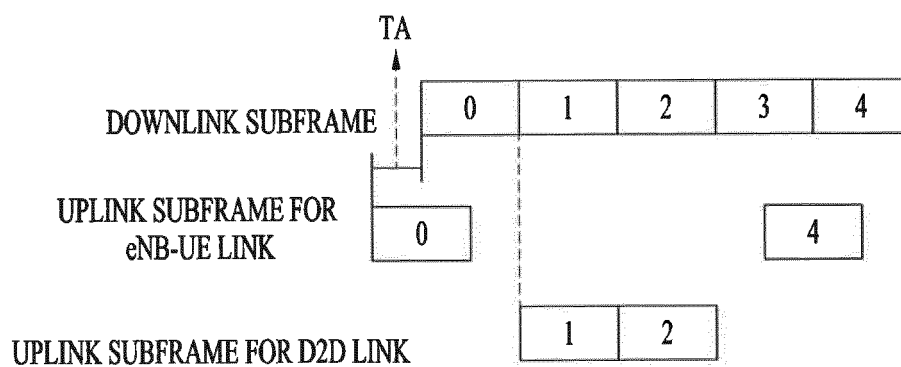 TA
DOWNLINK SUBFRAME 0 1 2 3 4
UPLINK SUBFRAME FOR
eNB-UE LINK
0 4
UPLINK SUBFRAME FOR D2D LINK 1 2